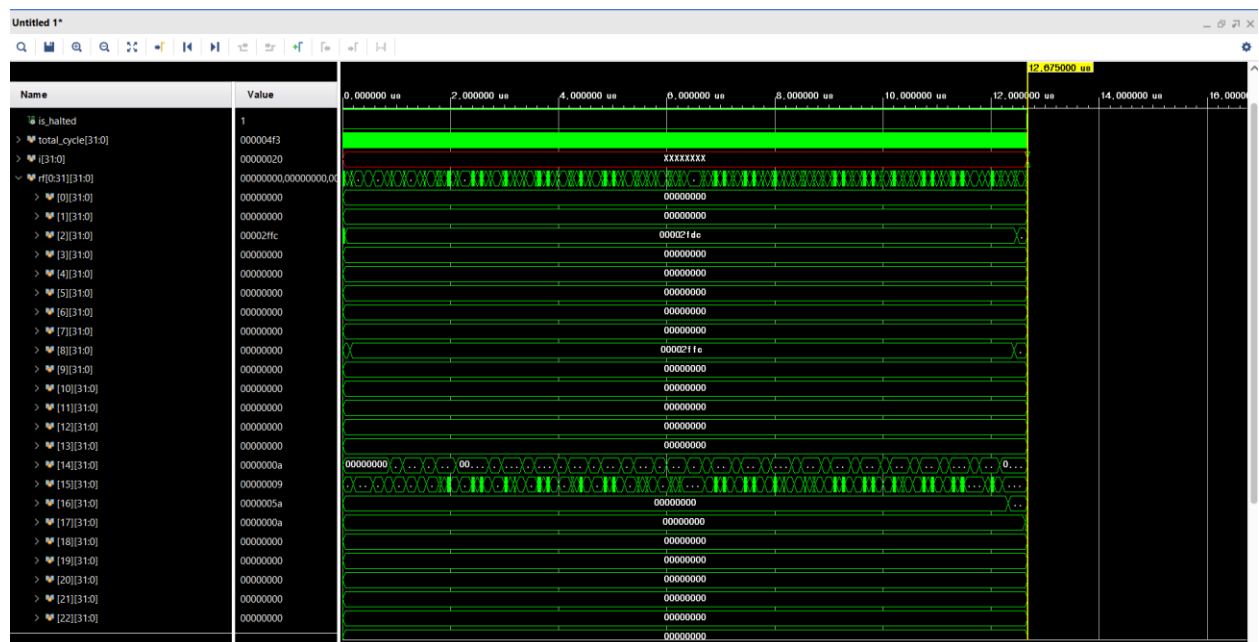 Untitled 1*
12,675000 us
Name Value 0,000000 us 2,000000 us 4,000000 us 6,000000 us 8,000000 us 10,000000 us 12,000000 us 14,000000 us 16,00000
is_halted 1
total_cycle[31:0] 000004f3
i[31:0] 00000020 XXXXXXXX
rf[0:31][31:0] 00000000,00000000,00
[0][31:0] 00000000 00000000
[1][31:0] 00000000 00000000
[2][31:0] 00002ffc 00002fdc
[3][31:0] 00000000 00000000
[4][31:0] 00000000 00000000
[5][31:0] 00000000 00000000
[6][31:0] 00000000 00000000
[7][31:0] 00000000 00000000
[8][31:0] 00000000 00002ffc
[9][31:0] 00000000 00000000
[10][31:0] 00000000 00000000
[11][31:0] 00000000 00000000
[12][31:0] 00000000 00000000
[13][31:0] 00000000 00000000
[14][31:0] 0000000a 00000000 00... 0...
[15][31:0] 00000009
[16][31:0] 0000005a 00000000
[17][31:0] 0000000a 00000000
[18][31:0] 00000000 00000000
[19][31:0] 00000000 00000000
[20][31:0] 00000000 00000000
[21][31:0] 00000000 00000000
[22][31:0] 00000000 00000000
00000000